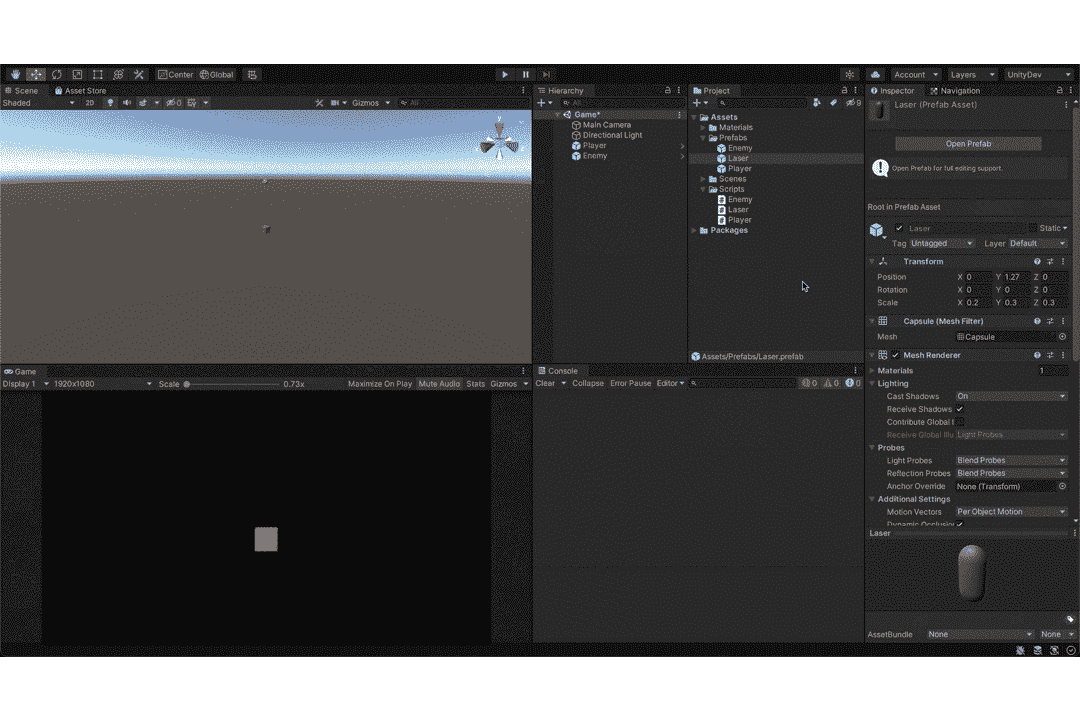 Center Global Account Layers UnityDev
Scene Asset Store
Shaded 2D 0 Gizmos All
Hierarchy
All
Game*
Main Camera
Directional Light
Player
Enemy
Project
9
Assets
Materials
Prefabs
Enemy
Laser
Player
Scenes
Scripts
Enemy
Laser
Player
Packages
Assets/Prefabs/Laser.prefab
Inspector Navigation
Laser (Prefab Asset)
Open Prefab
Open Prefab for full editing support.
Root in Prefab Asset
Laser Static
Tag Untagged Layer Default
Transform
Position X 0 Y 1.27 Z 0
Rotation X 0 Y 0 Z 0
Scale X 0.2 Y 0.3 Z 0.3
Capsule (Mesh Filter)
Mesh Capsule
Mesh Renderer
Materials 1
Lighting
Cast Shadows On
Receive Shadows
Contribute Global I
Receive Global Illu Light Probes
Probes
Light Probes Blend Probes
Reflection Probes Blend Probes
Anchor Override None (Transform)
Additional Settings
Motion Vectors Per Object Motion
Dynamic Occlusion
Laser
AssetBundle None None
Game
Display 1 1920x1080 Scale 0.73x Maximize On Play Mute Audio Stats Gizmos
Console
Clear Collapse Error Pause Editor 0 0 0